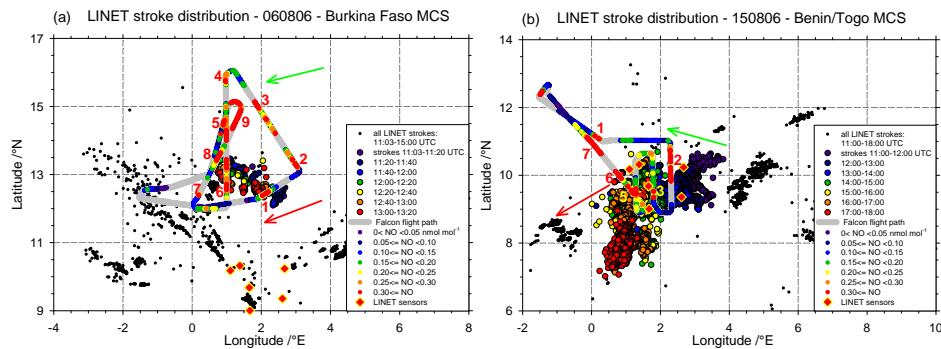 (a) LINET stroke distribution - 060806 - Burkina Faso MCS
17
15
13
11
9
Latitude /°N
-4 -2 0 2 4 6 8
Longitude /°E
4
3
5
9
8
2
7
6
1
all LINET strokes:
11:03-15:00 UTC
strokes 11:03-11:20 UTC
11:20-11:40
11:40-12:00
12:00-12:20
12:20-12:40
12:40-13:00
13:00-13:20
Falcon flight path
0< NO <0.05 nmol mol-1
0.05<= NO <0.10
0.10<= NO <0.15
0.15<= NO <0.20
0.20<= NO <0.25
0.25<= NO <0.30
0.30<= NO
LINET sensors
(b) LINET stroke distribution - 150806 - Benin/Togo MCS
14
12
10
8
6
Latitude /°N
-2 0 2 4 6 8 10
Longitude /°E
1
7
2
6
3
all LINET strokes:
11:00-18:00 UTC
strokes 11:00-12:00 UTC
12:00-13:00
13:00-14:00
14:00-15:00
15:00-16:00
16:00-17:00
17:00-18:00
Falcon flight path
0< NO <0.05 nmol mol-1
0.05<= NO <0.10
0.10<= NO <0.15
0.15<= NO <0.20
0.20<= NO <0.25
0.25<= NO <0.30
0.30<= NO
LINET sensors